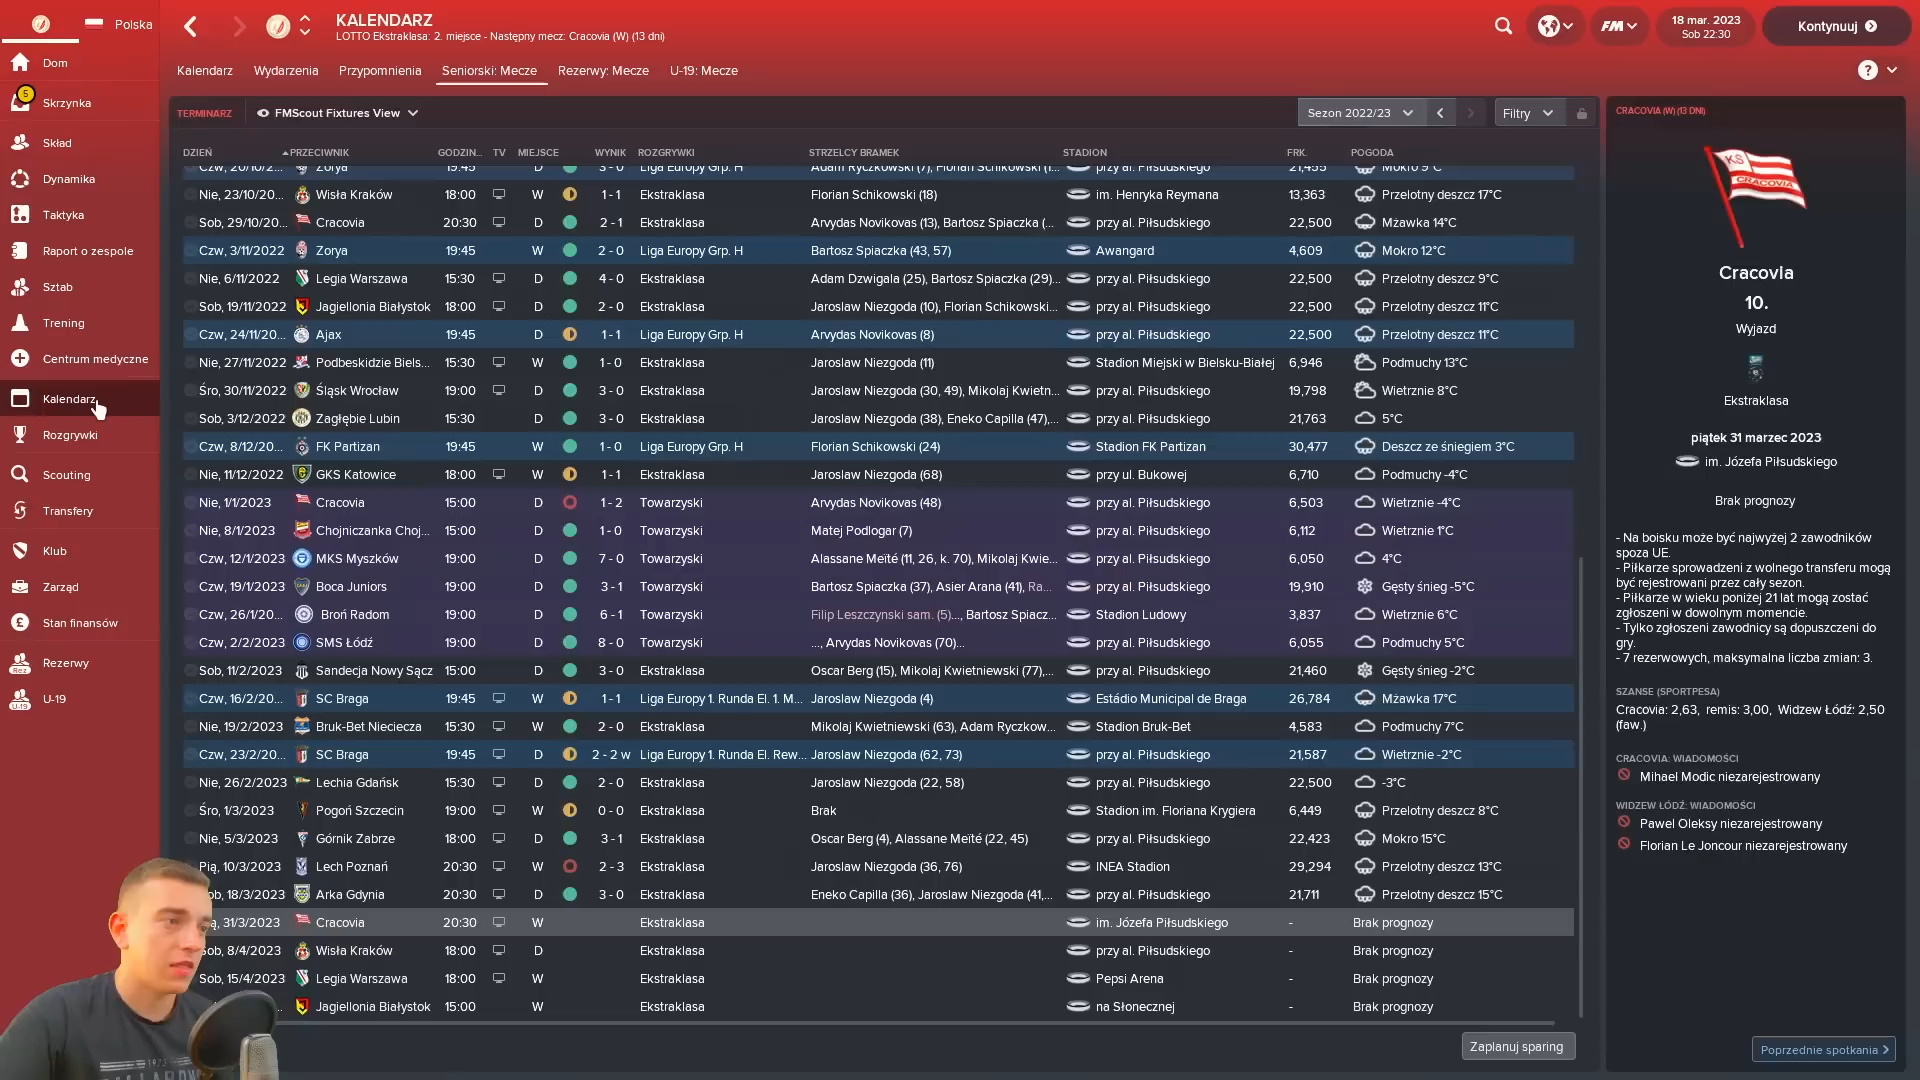 Polska
KALENDARZ
LOTTO Ekstraklasa: 2. miejsce - Następny mecz: Cracovia (W) (13 dni)
FM
18 mar. 2023
Sob 22:30
Kontynuuj
Dom
5
Skrzynka
Skład
Dynamika
Taktyka
Raport o zespole
Sztab
Trening
Centrum medyczne
Kalendarz
Rozgrywki
Scouting
Transfery
Klub
Zarząd
Stan finansów
Rezerwy
U-19
Kalendarz Wydarzenia Przypomnienia Seniorski: Mecze Rezerwy: Mecze U-19: Mecze
?
TERMINARZ FMScout Fixtures View Sezon 2022/23 Filtry
DZIEŃ PRZECIWNIK GODZIN... TV MIEJSCE WYNIK ROZGRYWKI STRZELCY BRAMEK STADION FRK. POGODA
Czw, 20/10/20... Zorya 19:45 D 3 - 0 Liga Europy Grp. H Adam Ryczkowski (7), Florian Schikowski (1... przy al. Piłsudskiego 21,455 Mokro 9°C
Nie, 23/10/20... Wisła Kraków 18:00 W 1 - 1 Ekstraklasa Florian Schikowski (18) im. Henryka Reymana 13,363 Przelotny deszcz 17°C
Sob, 29/10/20... Cracovia 20:30 D 2 - 1 Ekstraklasa Arvydas Novikovas (13), Bartosz Spiaczka (... przy al. Piłsudskiego 22,500 Mżawka 14°C
Czw, 3/11/2022 Zorya 19:45 W 2 - 0 Liga Europy Grp. H Bartosz Spiaczka (43, 57) Awangard 4,609 Mokro 12°C
Nie, 6/11/2022 Legia Warszawa 15:30 D 4 - 0 Ekstraklasa Adam Dzwigala (25), Bartosz Spiaczka (29)... przy al. Piłsudskiego 22,500 Przelotny deszcz 9°C
Sob, 19/11/2022 Jagiellonia Białystok 18:00 D 2 - 0 Ekstraklasa Jaroslaw Niezgoda (10), Florian Schikowski... przy al. Piłsudskiego 22,500 Przelotny deszcz 11°C
Czw, 24/11/20... Ajax 19:45 D 1 - 1 Liga Europy Grp. H Arvydas Novikovas (8) przy al. Piłsudskiego 22,500 Przelotny deszcz 11°C
Nie, 27/11/2022 Podbeskidzie Biels... 15:30 W 1 - 0 Ekstraklasa Jaroslaw Niezgoda (11) Stadion Miejski w Bielsku-Białej 6,946 Podmuchy 13°C
Śro, 30/11/2022 Śląsk Wrocław 19:00 D 3 - 0 Ekstraklasa Jaroslaw Niezgoda (30, 49), Mikolaj Kwietn... przy al. Piłsudskiego 19,798 Wietrznie 8°C
Sob, 3/12/2022 Zagłębie Lubin 15:30 D 3 - 0 Ekstraklasa Jaroslaw Niezgoda (38), Eneko Capilla (47),... przy al. Piłsudskiego 21,763 5°C
Czw, 8/12/20... FK Partizan 19:45 W 1 - 0 Liga Europy Grp. H Florian Schikowski (24) Stadion FK Partizan 30,477 Deszcz ze śniegiem 3°C
Nie, 11/12/2022 GKS Katowice 18:00 W 1 - 1 Ekstraklasa Jaroslaw Niezgoda (68) przy ul. Bukowej 6,710 Podmuchy -4°C
Nie, 1/1/2023 Cracovia 15:00 D 1 - 2 Towarzyski Arvydas Novikovas (48) przy al. Piłsudskiego 6,503 Wietrznie -4°C
Nie, 8/1/2023 Chojniczanka Choj... 15:00 D 1 - 0 Towarzyski Matej Podlogar (7) przy al. Piłsudskiego 6,112 Wietrznie 1°C
Czw, 12/1/2023 MKS Myszków 19:00 D 7 - 0 Towarzyski Alassane Meïté (11, 26, k. 70), Mikolaj Kwie... przy al. Piłsudskiego 6,050 4°C
Czw, 19/1/2023 Boca Juniors 19:00 D 3 - 1 Towarzyski Bartosz Spiaczka (37), Asier Arana (41), Ra... przy al. Piłsudskiego 19,910 Gęsty śnieg -5°C
Czw, 26/1/20... Broń Radom 19:00 D 6 - 1 Towarzyski Filip Leszczynski sam. (5)..., Bartosz Spiacz... Stadion Ludowy 3,837 Wietrznie 6°C
Czw, 2/2/2023 SMS Łódź 19:00 D 8 - 0 Towarzyski ..., Arvydas Novikovas (70)... przy al. Piłsudskiego 6,055 Podmuchy 5°C
Sob, 11/2/2023 Sandecja Nowy Sącz 15:00 D 3 - 0 Ekstraklasa Oscar Berg (15), Mikolaj Kwietniewski (77),... przy al. Piłsudskiego 21,460 Gęsty śnieg -2°C
Czw, 16/2/20... SC Braga 19:45 W 1 - 1 Liga Europy 1. Runda El. 1. M... Jaroslaw Niezgoda (4) Estádio Municipal de Braga 26,784 Mżawka 17°C
Nie, 19/2/2023 Bruk-Bet Nieciecza 15:30 W 2 - 0 Ekstraklasa Mikolaj Kwietniewski (63), Adam Ryczkow... Stadion Bruk-Bet 4,583 Podmuchy 7°C
Czw, 23/2/20... SC Braga 19:45 D 2 - 2 w Liga Europy 1. Runda El. Rew... Jaroslaw Niezgoda (62, 73) przy al. Piłsudskiego 21,587 Wietrznie -2°C
Nie, 26/2/2023 Lechia Gdańsk 15:30 D 2 - 0 Ekstraklasa Jaroslaw Niezgoda (22, 58) przy al. Piłsudskiego 22,500 -3°C
Śro, 1/3/2023 Pogoń Szczecin 19:00 W 0 - 0 Ekstraklasa Brak Stadion im. Floriana Krygiera 6,449 Przelotny deszcz 8°C
Nie, 5/3/2023 Górnik Zabrze 18:00 D 3 - 1 Ekstraklasa Oscar Berg (4), Alassane Meïté (22, 45) przy al. Piłsudskiego 22,423 Mokro 15°C
Pią, 10/3/2023 Lech Poznań 20:30 W 2 - 3 Ekstraklasa Jaroslaw Niezgoda (36, 76) INEA Stadion 29,294 Przelotny deszcz 13°C
ob, 18/3/2023 Arka Gdynia 20:30 D 3 - 0 Ekstraklasa Eneko Capilla (36), Jaroslaw Niezgoda (41,... przy al. Piłsudskiego 21,711 Przelotny deszcz 15°C
ą, 31/3/2023 Cracovia 20:30 W Ekstraklasa im. Józefa Piłsudskiego - Brak prognozy
ob, 8/4/2023 Wisła Kraków 18:00 D Ekstraklasa przy al. Piłsudskiego - Brak prognozy
Sob, 15/4/2023 Legia Warszawa 18:00 W Ekstraklasa Pepsi Arena - Brak prognozy
Jagiellonia Białystok 15:00 W Ekstraklasa na Słonecznej - Brak prognozy
Zaplanuj sparing
CRACOVIA (W) (13 DNI)
KS
CRACOVIA
Cracovia
10.
Wyjazd
Ekstraklasa
piątek 31 marzec 2023
im. Józefa Piłsudskiego
Brak prognozy
- Na boisku może być najwyżej 2 zawodników
spoza UE.
- Piłkarze sprowadzeni z wolnego transferu mogą
być rejestrowani przez cały sezon.
- Piłkarze w wieku poniżej 21 lat mogą zostać
zgłoszeni w dowolnym momencie.
- Tylko zgłoszeni zawodnicy są dopuszczeni do
gry.
- 7 rezerwowych, maksymalna liczba zmian: 3.
SZANSE (SPORTPESA)
Cracovia: 2,63, remis: 3,00, Widzew Łódź: 2,50
(faw.)
CRACOVIA: WIADOMOŚCI
Mihael Modic niezarejestrowany
WIDZEW ŁÓDŹ: WIADOMOŚCI
Pawel Oleksy niezarejestrowany
Florian Le Joncour niezarejestrowany
Poprzednie spotkania